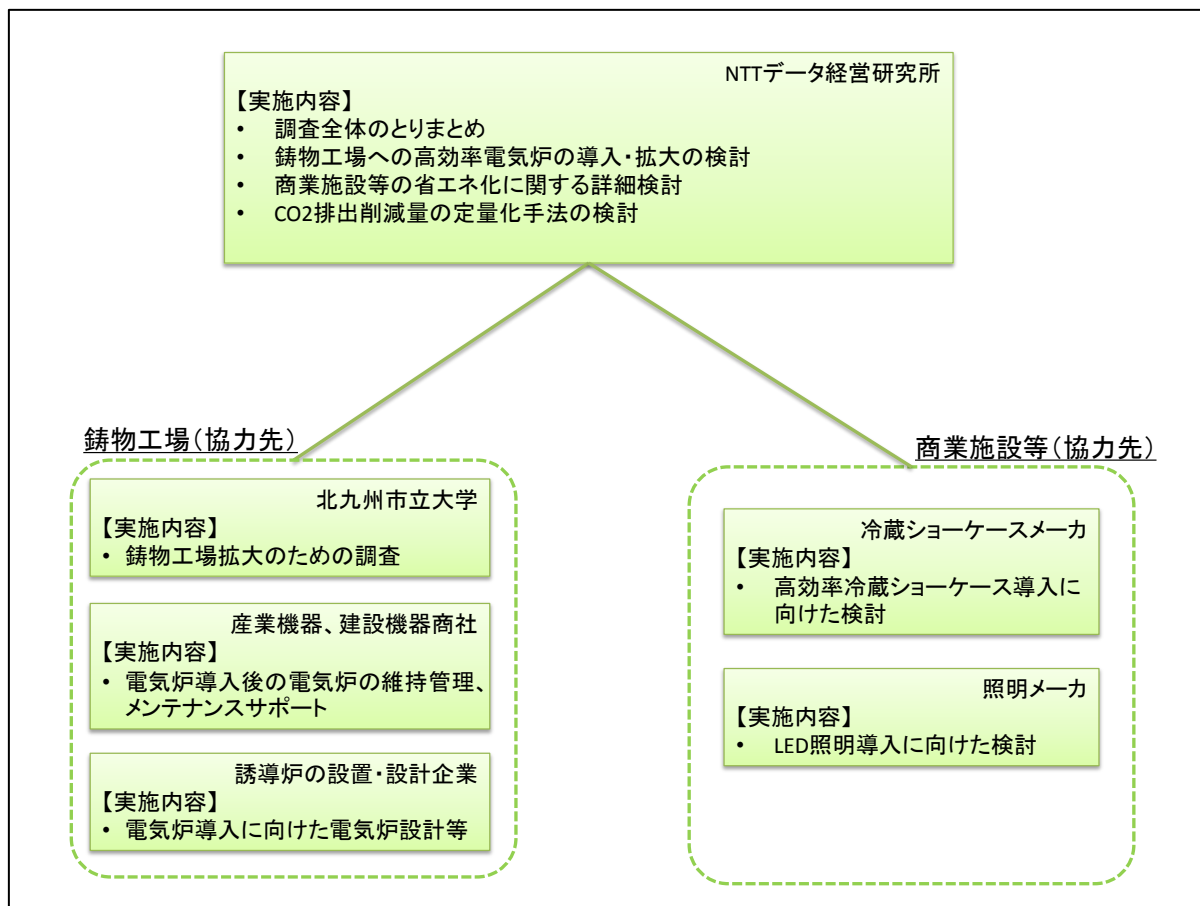 NTTデータ経営研究所
【実施内容】
• 調査全体のとりまとめ
• 鋳物工場への高効率電気炉の導入・拡大の検討
• 商業施設等の省エネ化に関する詳細検討
• CO2排出削減量の定量化手法の検討
鋳物工場(協力先)
北九州市立大学
【実施内容】
• 鋳物工場拡大のための調査
産業機器、建設機器商社
【実施内容】
• 電気炉導入後の電気炉の維持管理、
メンテナンスサポート
誘導炉の設置・設計企業
【実施内容】
• 電気炉導入に向けた電気炉設計等
商業施設等(協力先)
冷蔵ショーケースメーカ
【実施内容】
• 高効率冷蔵ショーケース導入に
向けた検討
照明メーカ
【実施内容】
• LED照明導入に向けた検討